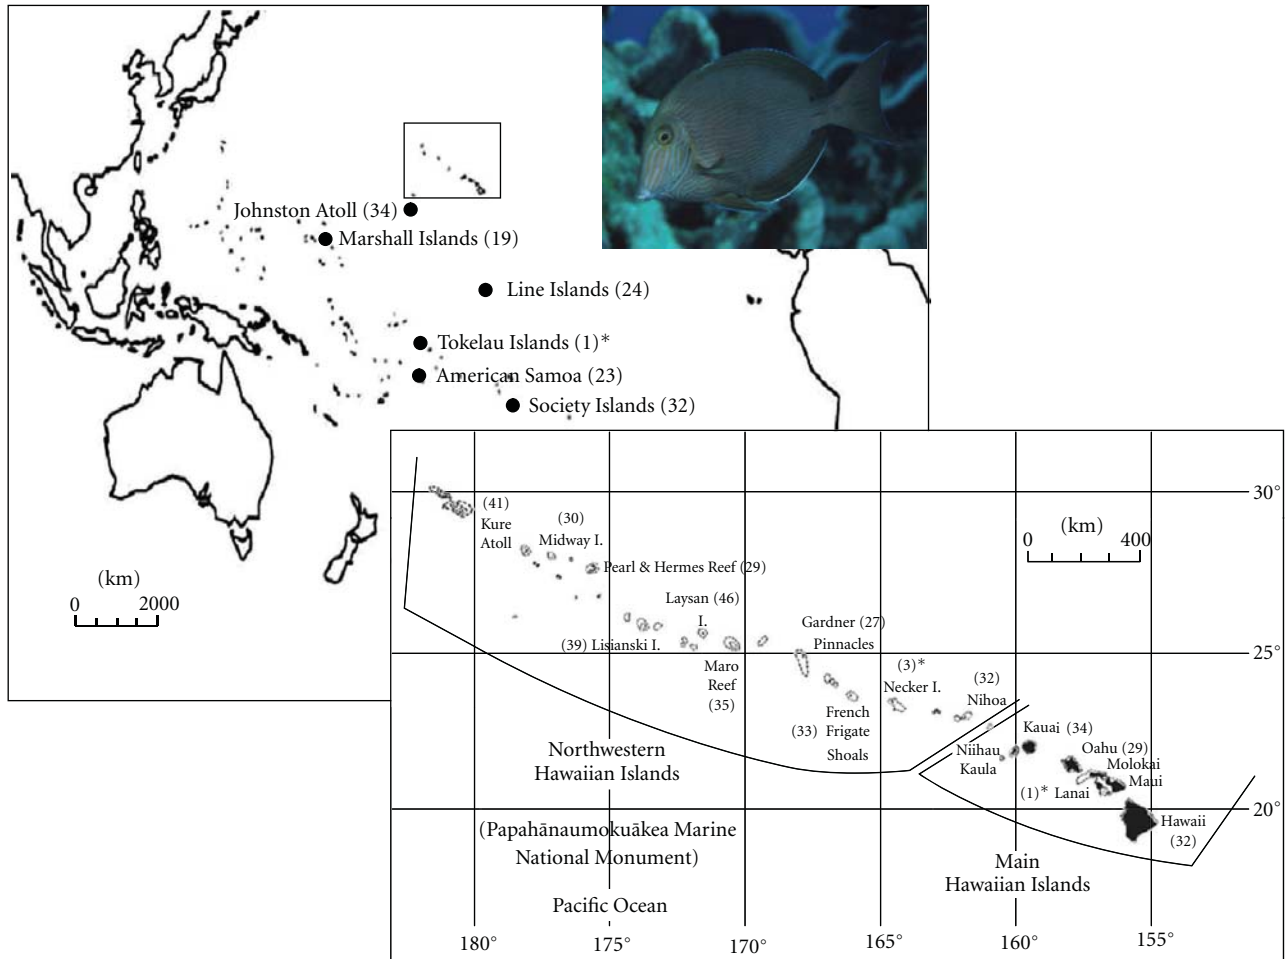 Johnston Atoll (34)
Marshall Islands (19)
Line Islands (24)
Tokelau Islands (1)*
American Samoa (23)
Society Islands (32)
(km)
0 2000
30°
(km)
0 400
(41)
Kure
Atoll
(30)
Midway I.
Pearl & Hermes Reef (29)
Laysan (46)
I.
(39) Lisianski I.
Gardner (27)
Pinnacles
25°
Maro
Reef
(35)
(3)*
Necker I.
(32)
Nihoa
French
(33) Frigate
Shoals
Kauai (34)
Niihau
Kaula
Oahu (29)
Molokai
Maui
(1)* Lanai
Hawaii
(32)
20°
Northwestern
Hawaiian Islands
(Papahānaumokuākea Marine
National Monument)
Main
Hawaiian Islands
Pacific Ocean
180° 175° 170° 165° 160° 155°